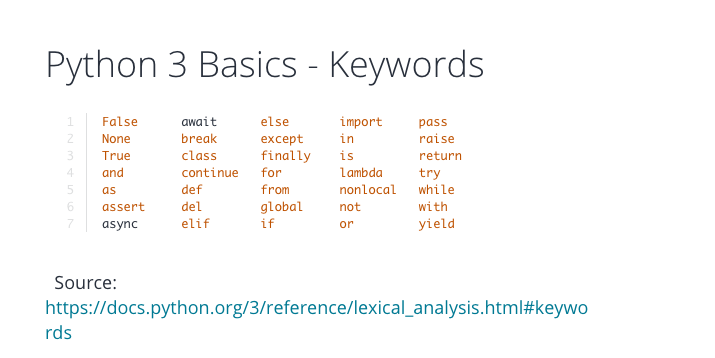 Python 3 Basics - Keywords
1 False await else import pass
2 None break except in raise
3 True class finally is return
4 and continue for lambda try
5 as def from nonlocal while
6 assert del global not with
7 async elif if or yield
Source:
https://docs.python.org/3/reference/lexical_analysis.html#keywo
rds